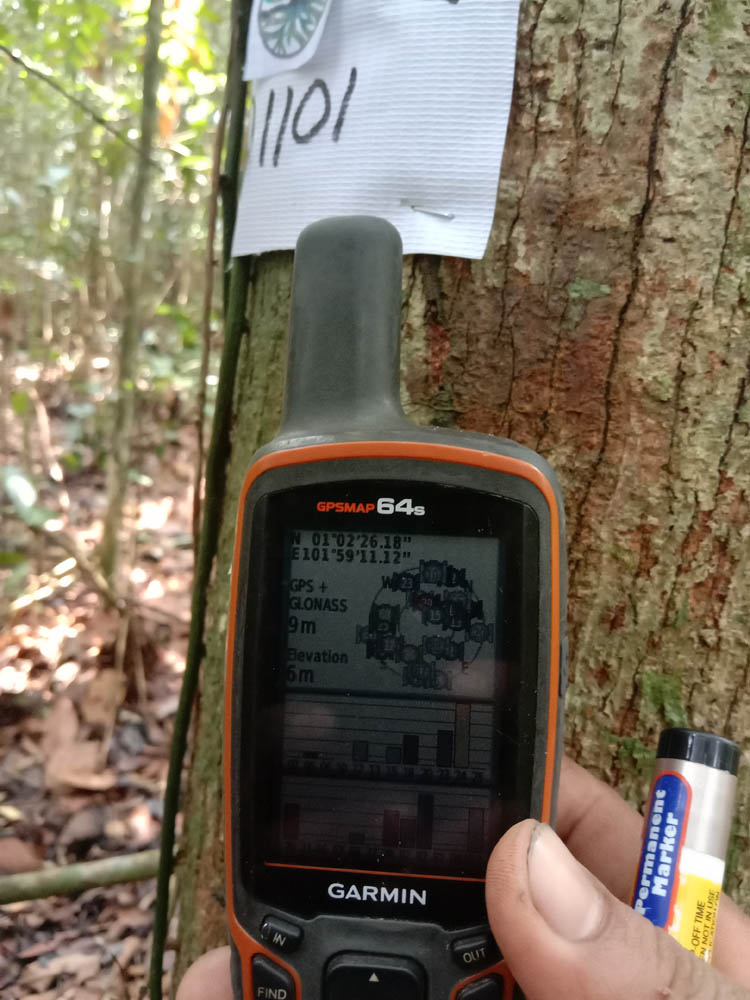 1101
GPSMAP 64s
N 01°02'26.18"
E101°59'11.12"
GPS +
GLONASS
9m
Elevation
6m
GARMIN
IN
OUT
FIND
Permanent
Marker